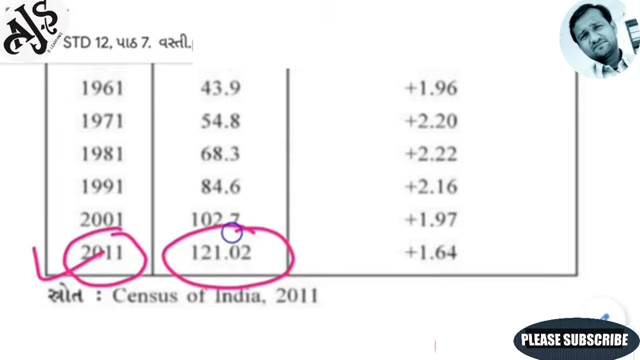 AJS
STD 12, પાઠ 7. વસ્તી.
1961 43.9 +1.96
1971 54.8 +2.20
1981 68.3 +2.22
1991 84.6 +2.16
2001 102.7 +1.97
2011 121.02 +1.64
સ્રોત : Census of India, 2011
PLEASE SUBSCRIBE